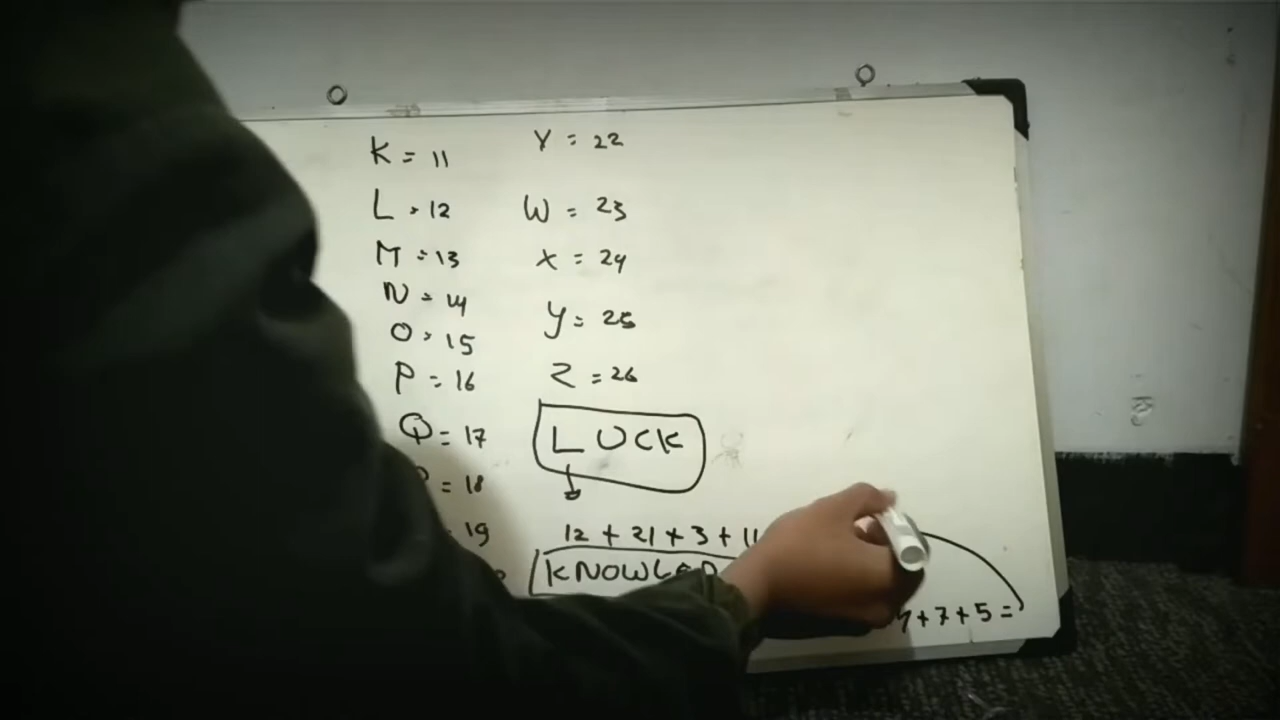 K = 11
L = 12
M = 13
N = 14
O = 15
P = 16
Q = 17
= 18
19
Y = 22
W = 23
X = 24
Y = 25
Z = 26
LUCK
12 + 21 + 3 + 11
KNOWLED
+ 7 + 5 =